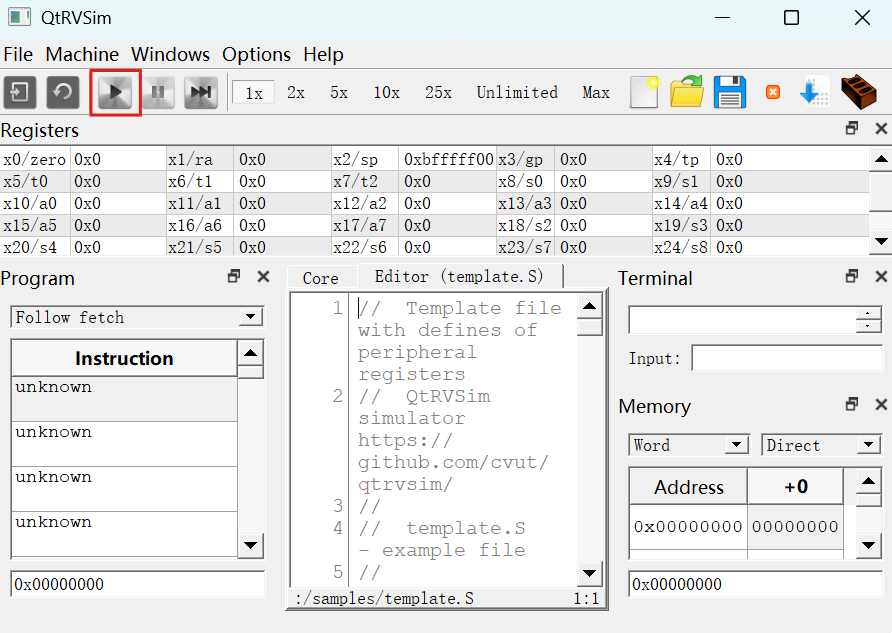 QtRVSim
File Machine Windows Options Help
1x 2x 5x 10x 25x Unlimited Max
Registers
x0/zero 0x0 x1/ra 0x0 x2/sp 0xbfffff00 x3/gp 0x0 x4/tp 0x0
x5/t0 0x0 x6/t1 0x0 x7/t2 0x0 x8/s0 0x0 x9/s1 0x0
x10/a0 0x0 x11/a1 0x0 x12/a2 0x0 x13/a3 0x0 x14/a4 0x0
x15/a5 0x0 x16/a6 0x0 x17/a7 0x0 x18/s2 0x0 x19/s3 0x0
x20/s4 0x0 x21/s5 0x0 x22/s6 0x0 x23/s7 0x0 x24/s8 0x0
Program
Follow fetch
Instruction
unknown
unknown
unknown
unknown
0x00000000
Core Editor (template.S)
1 // Template file
with defines of
peripheral
registers
2 // QtRVSim
simulator
https://
github.com/cvut/
qtrvsim/
3 //
4 // template.S
- example file
5 //
:/samples/template.S 1:1
Terminal
Input:
Memory
Word Direct
Address +0
0x00000000 00000000
0x00000000